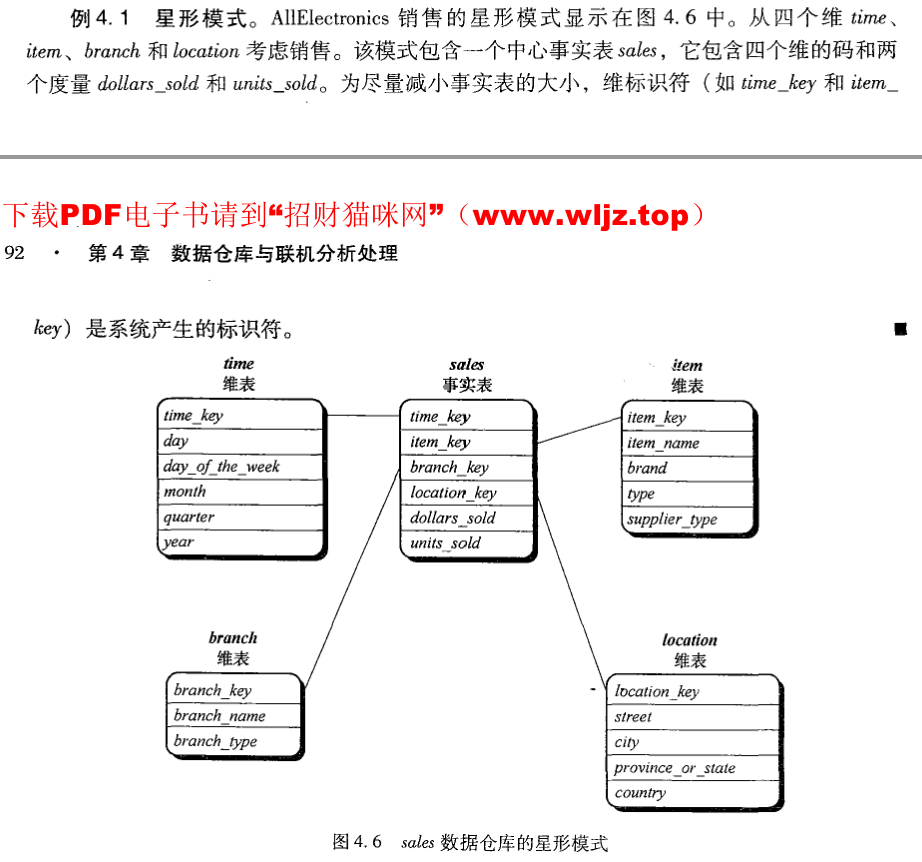 例4.1 星形模式。AllElectronics 销售的星形模式显示在图 4.6 中。从四个维 time、
item、branch 和 location 考虑销售。该模式包含一个中心事实表 sales，它包含四个维的码和两
个度量 dollars_sold 和 units_sold。为尽量减小事实表的大小，维标识符（如 time_key 和 item_
下载PDF电子书请到“招财猫咪网”（www.wljz.top）
92 · 第 4 章 数据仓库与联机分析处理
key）是系统产生的标识符。 ■
time
维表
time_key
day
day_of_the_week
month
quarter
year
sales
事实表
time_key
item_key
branch_key
location_key
dollars_sold
units_sold
item
维表
item_key
item_name
brand
type
supplier_type
branch
维表
branch_key
branch_name
branch_type
location
维表
location_key
street
city
province_or_state
country
图 4.6 sales 数据仓库的星形模式